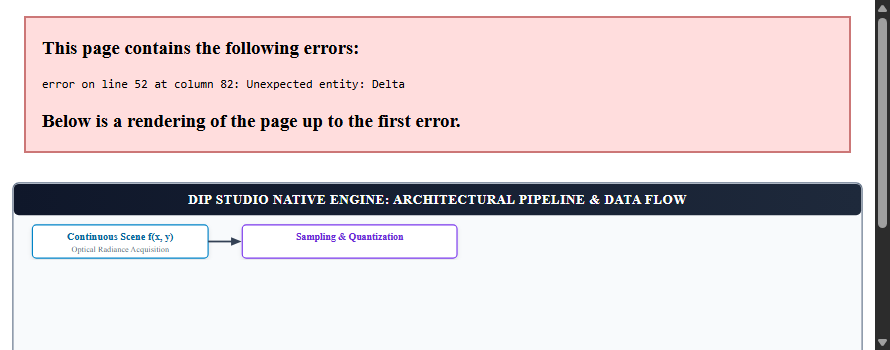 This page contains the following errors:
error on line 52 at column 82: Unexpected entity: Delta
Below is a rendering of the page up to the first error.
DIP STUDIO NATIVE ENGINE: ARCHITECTURAL PIPELINE & DATA FLOW
Continuous Scene f(x, y)
Optical Radiance Acquisition
Sampling & Quantization